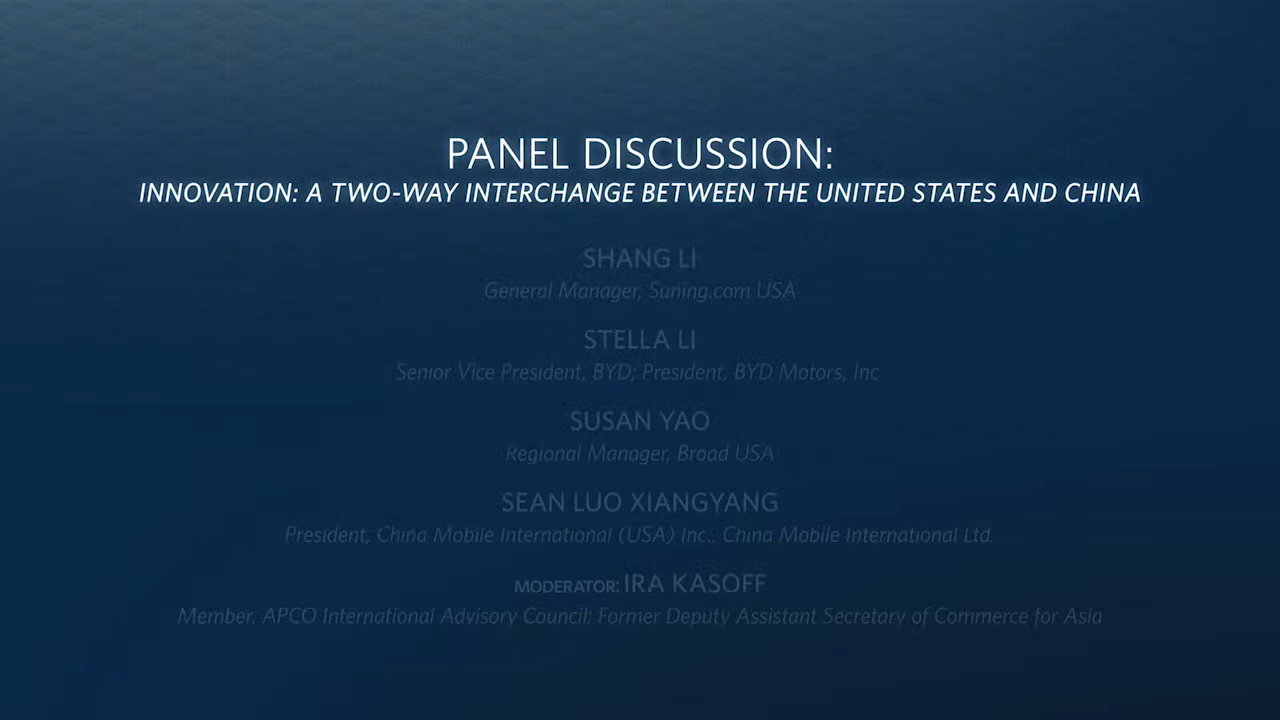 PANEL DISCUSSION:
INNOVATION: A TWO-WAY INTERCHANGE BETWEEN THE UNITED STATES AND CHINA
SHANG LI
General Manager, Suning.com USA
STELLA LI
Senior Vice President, BYD; President, BYD Motors, Inc
SUSAN YAO
Regional Manager, Broad USA
SEAN LUO XIANGYANG
President, China Mobile International (USA) Inc., China Mobile International Ltd.
MODERATOR: IRA KASOFF
Member, APCO International Advisory Council; Former Deputy Assistant Secretary of Commerce for Asia